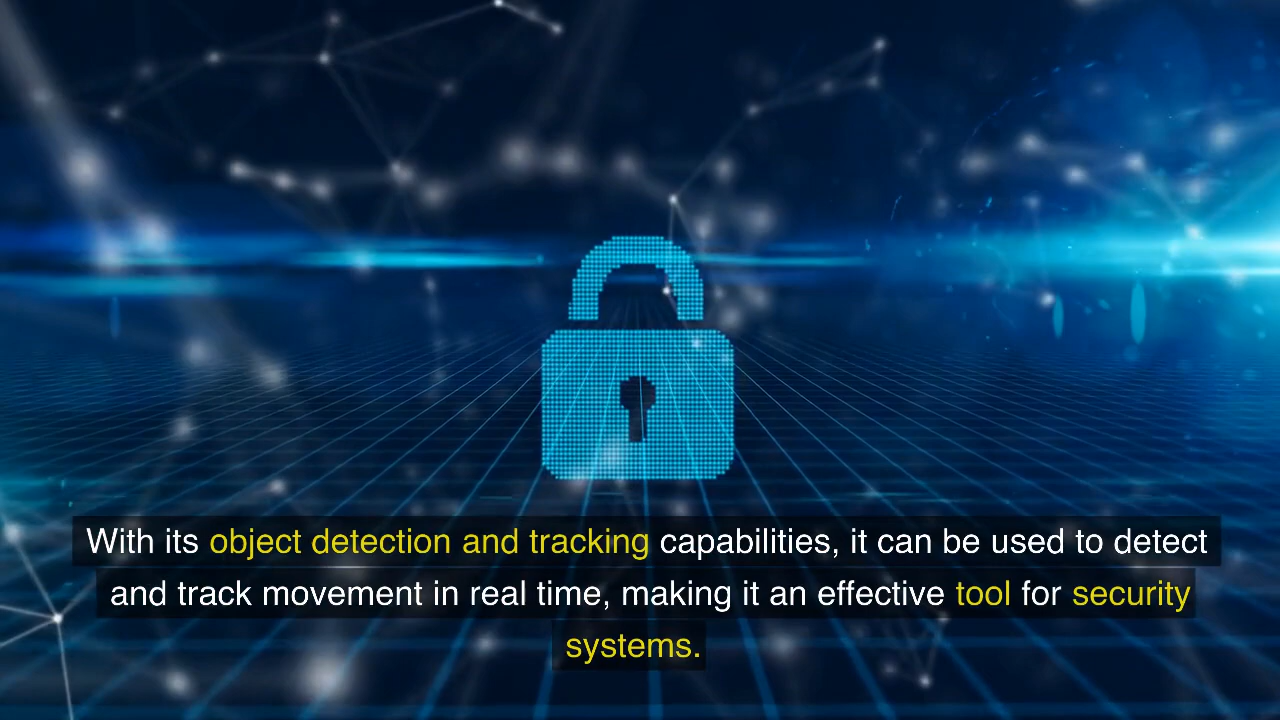 With its object detection and tracking capabilities, it can be used to detect
and track movement in real time, making it an effective tool for security
systems.